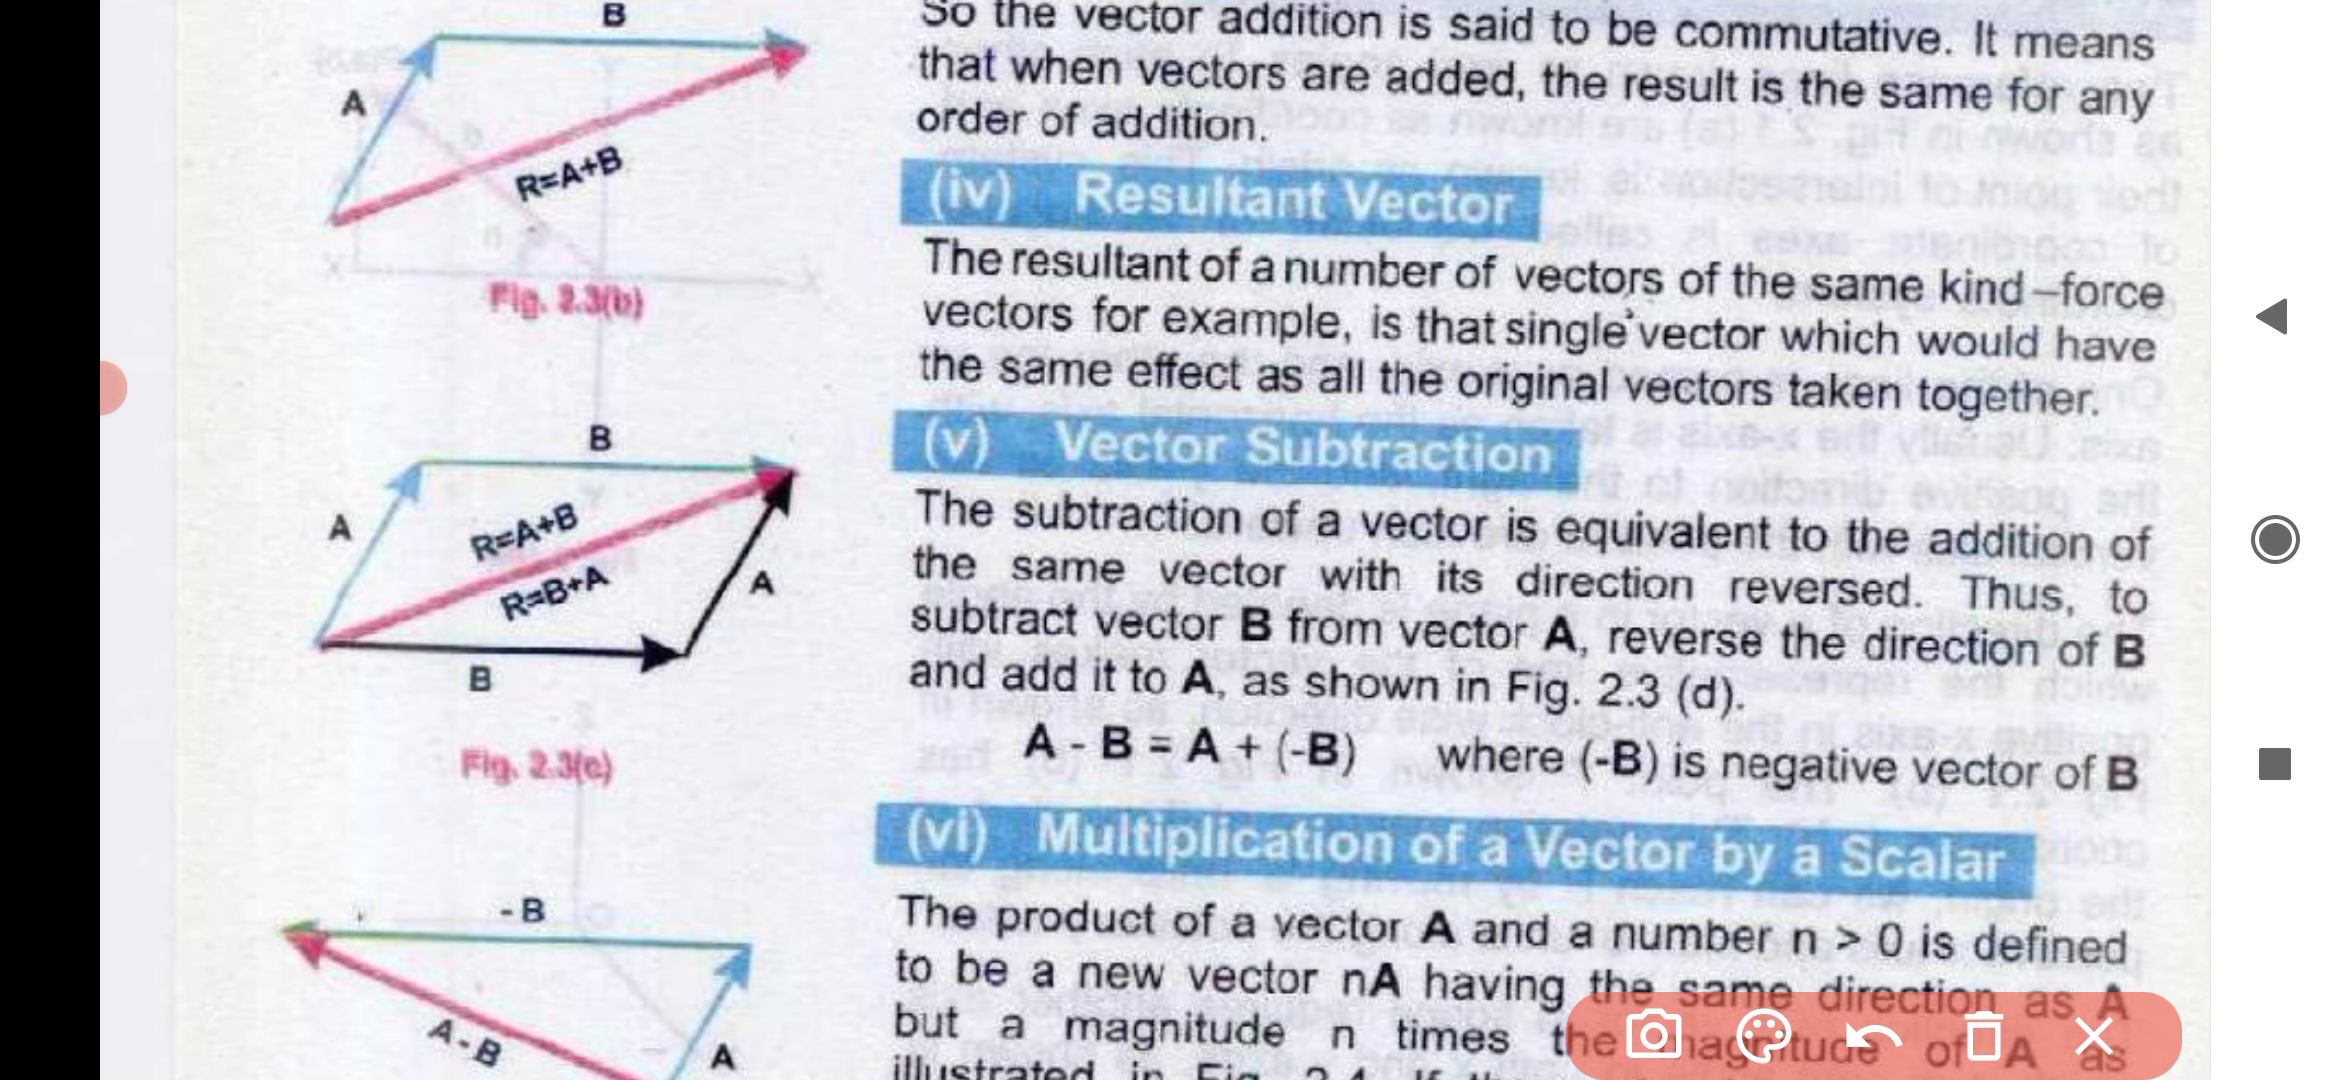 B
A
R=A+B
Fig. 2.3(b)
B
A
R=A+B
R=B+A
A
B
Fig. 2.3(c)
- B
A - B
A
So the vector addition is said to be commutative. It means
that when vectors are added, the result is the same for any
order of addition.
(iv) Resultant Vector
The resultant of a number of vectors of the same kind –force
vectors for example, is that single vector which would have
the same effect as all the original vectors taken together.
(v) Vector Subtraction
The subtraction of a vector is equivalent to the addition of
the same vector with its direction reversed. Thus, to
subtract vector B from vector A, reverse the direction of B
and add it to A, as shown in Fig. 2.3 (d).
A - B = A + (-B) where (-B) is negative vector of B
(vi) Multiplication of a Vector by a Scalar
The product of a vector A and a number n > 0 is defined
to be a new vector nA having the same direction as A
but a magnitude n times the magnitude of A as
illustrated in Fig. 2.4. If